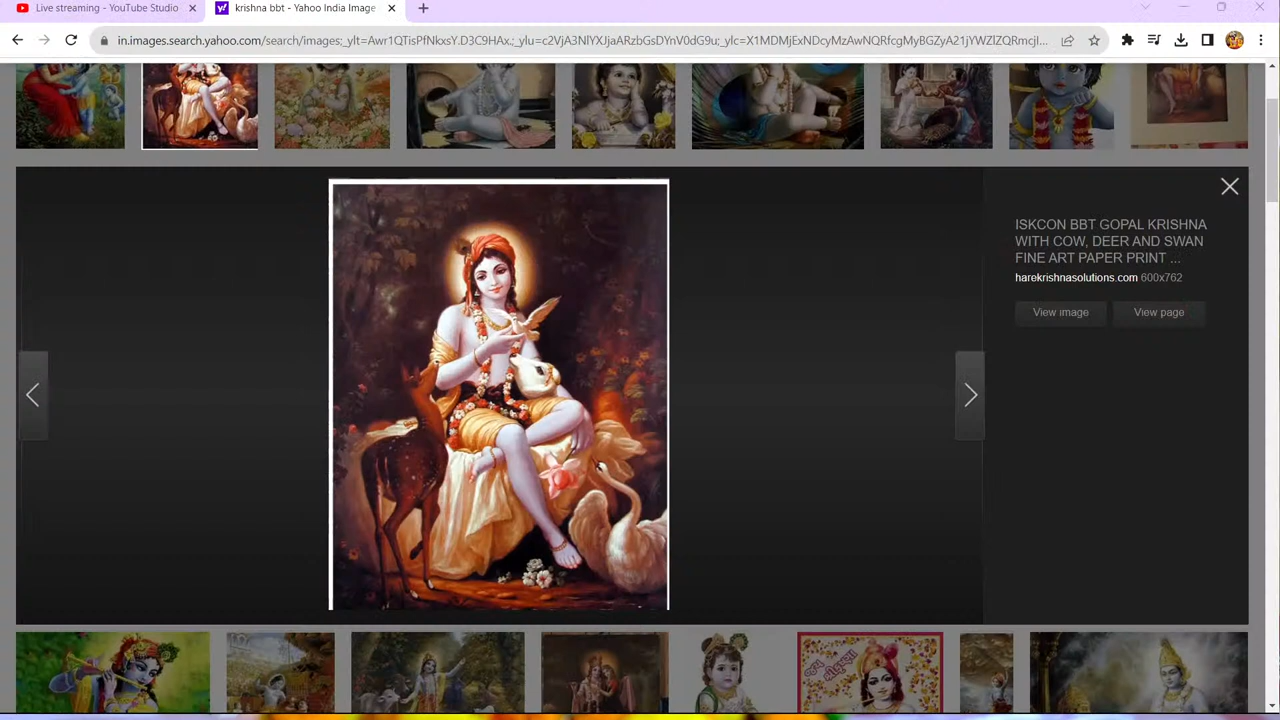 Live streaming - YouTube Studio
krishna bbt - Yahoo India Image
in.images.search.yahoo.com/search/images;_ylt=Awr1QTisPfNkxsYD3C9HAx.;_ylu=c2VjA3NlYXJjaARzbGsDYnV0dG9u;_ylc=X1MDMjExNDcyMzAwNQRfcgMyBGZyA21jYWZlZQRmcjI...
ISKCON BBT GOPAL KRISHNA
WITH COW, DEER AND SWAN
FINE ART PAPER PRINT ...
harekrishnasolutions.com 600x762
View image
View page